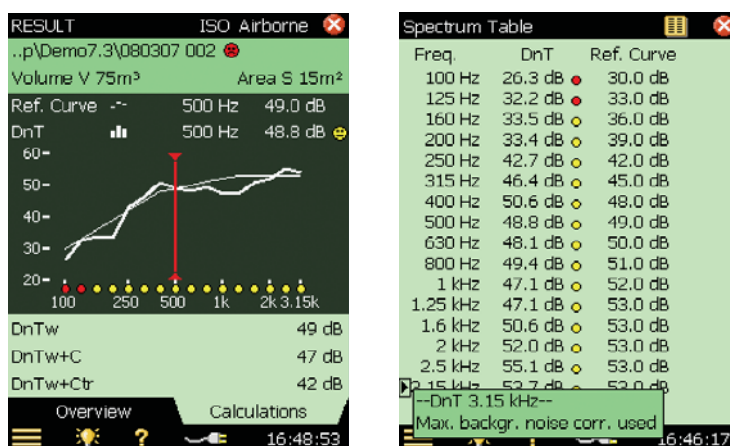 RESULT ISO Airborne
..p\Demo7.3\080307 002
Volume V 75m³ Area S 15m²
Ref. Curve 500 Hz 49.0 dB
DnT 500 Hz 48.8 dB
60
50
40
30
20
100 250 500 1k 2k 3.15k
DnTw 49 dB
DnTw+C 47 dB
DnTw+Ctr 42 dB
Overview Calculations
? 16:48:53
Spectrum Table
Freq. DnT Ref. Curve
100 Hz 26.3 dB 30.0 dB
125 Hz 32.2 dB 33.0 dB
160 Hz 33.5 dB 36.0 dB
200 Hz 33.4 dB 39.0 dB
250 Hz 42.7 dB 42.0 dB
315 Hz 46.4 dB 45.0 dB
400 Hz 50.6 dB 48.0 dB
500 Hz 48.8 dB 49.0 dB
630 Hz 48.1 dB 50.0 dB
800 Hz 49.4 dB 51.0 dB
1 kHz 47.1 dB 52.0 dB
1.25 kHz 47.1 dB 53.0 dB
1.6 kHz 50.6 dB 53.0 dB
2 kHz 52.0 dB 53.0 dB
2.5 kHz 55.1 dB 53.0 dB
3.15 kHz 53.7 dB 53.0 dB
--DnT 3.15 kHz--
Max. backgr. noise corr. used
16:46:17